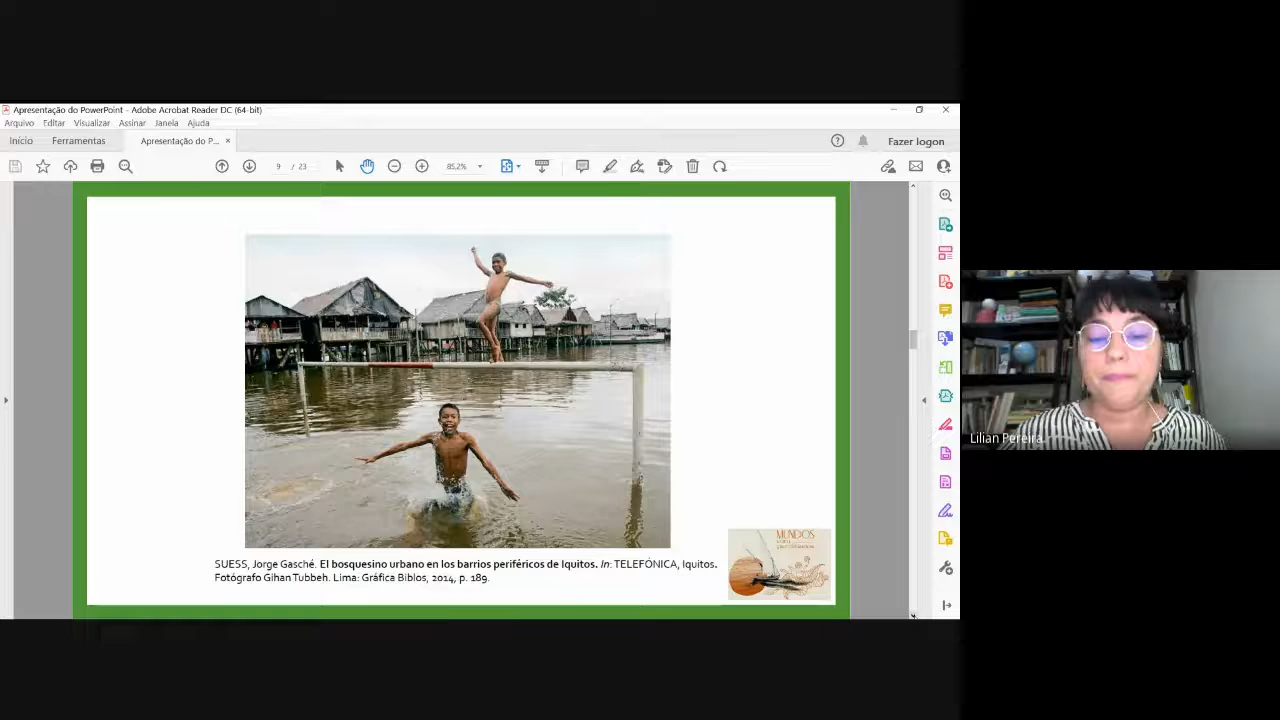 Apresentação do PowerPoint - Adobe Acrobat Reader DC (64-bit)
Arquivo Editar Visualizar Assinar Janela Ajuda
Início Ferramentas Apresentação do P... × Fazer logon
9 / 23 85,2%
SUESS, Jorge Gasché. El bosquesino urbano en los barrios periféricos de Iquitos. In: TELEFÓNICA, Iquitos.
Fotógrafo Gihan Tubbeh. Lima: Gráfica Biblos, 2014, p. 189.
MUNDOS
Lilian Pereira